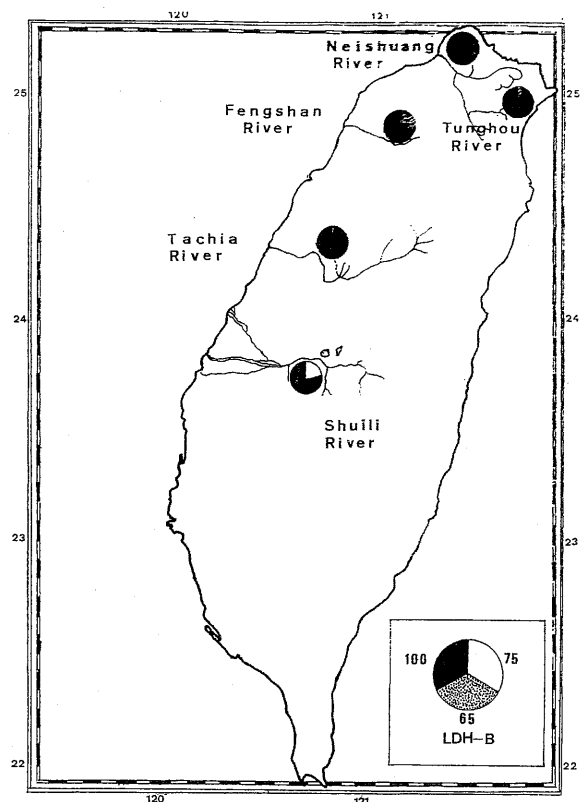 120 121
Neishuang
River
25 25
Fengshan
River
Tunghou
River
Tachia
River
24 24
Shuili
River
23 23
100 75
65
LDH-B
22 22
120 121